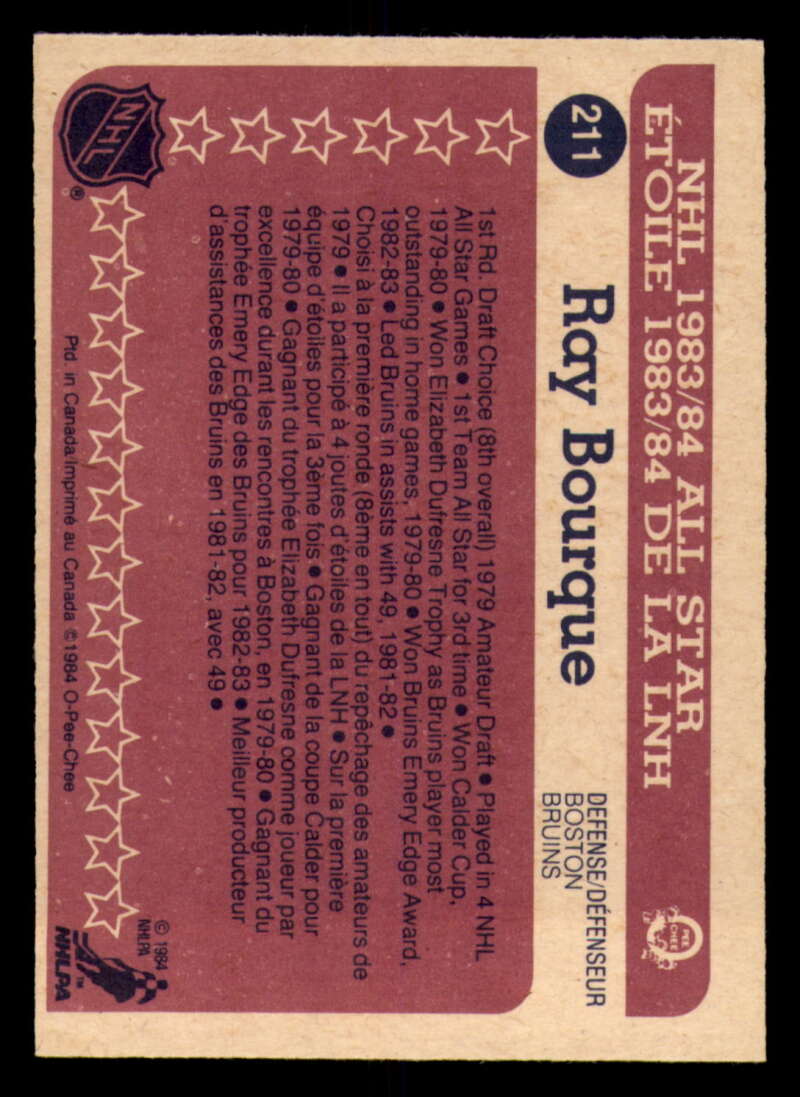 NHL 1983/84 ALL STAR
ÉTOILE 1983/84 DE LA LNH
O
PEE
CHEE
211
Ray Bourque
DEFENSE/DÉFENSEUR
BOSTON
BRUINS
1st Rd. Draft Choice (8th overall) 1979 Amateur Draft • Played in 4 NHL
All Star Games • 1st Team All Star for 3rd time • Won Calder Cup,
1979-80 • Won Elizabeth Dufresne Trophy as Bruins player most
outstanding in home games, 1979-80 • Won Bruins Emery Edge Award,
1982-83 • Led Bruins in assists with 49, 1981-82 •
Choisi à la première ronde (8ème en tout) du repêchage des amateurs de
1979 • Il a participé à 4 joutes d'étoiles de la LNH • Sur la première
équipe d'étoiles pour la 3ème fois • Gagnant de la coupe Calder pour
1979-80 • Gagnant du trophée Elizabeth Dufresne comme joueur par
excellence durant les rencontres à Boston, en 1979-80 • Gagnant du
trophée Emery Edge des Bruins pour 1982-83 • Meilleur producteur
d'assistances des Bruins en 1981-82, avec 49 •
NHL
®
© 1984
NHLPA
NHLPA
™
Ptd. in Canada/Imprimé au Canada ©1984 O-Pee-Chee